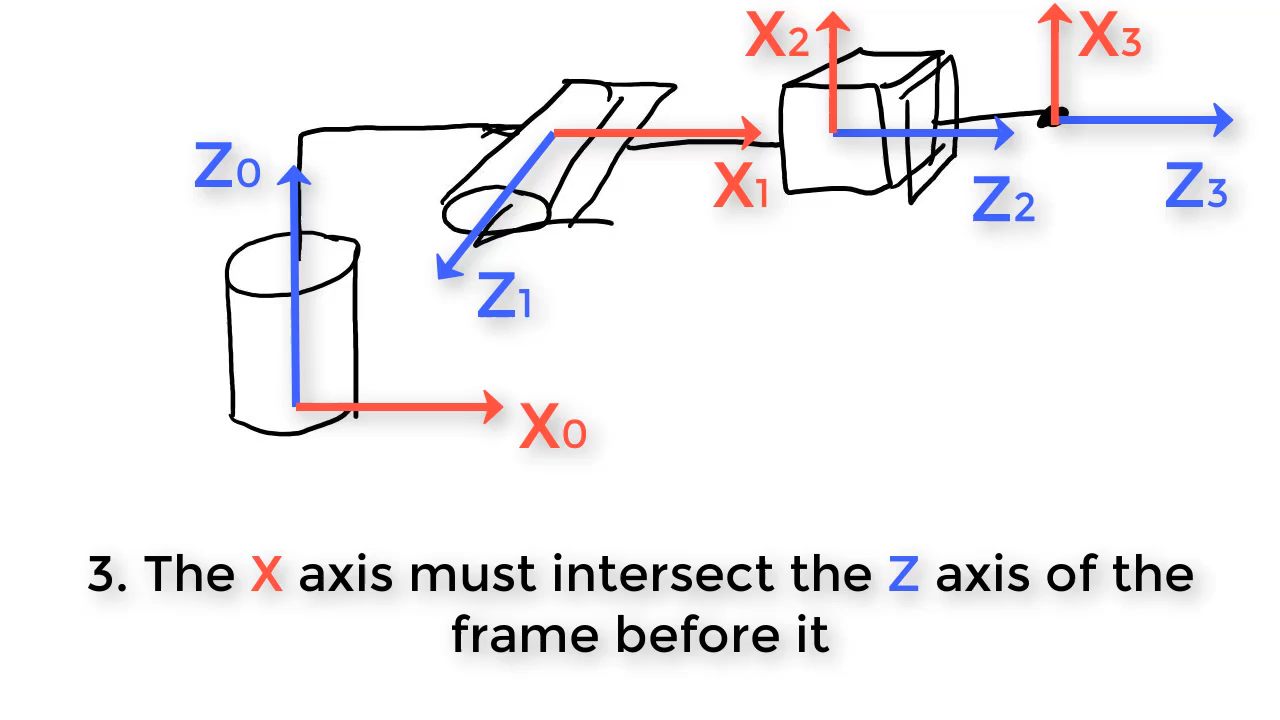 X2
X3
Z0
X1
Z2
Z3
Z1
X0
3. The X axis must intersect the Z axis of the
frame before it